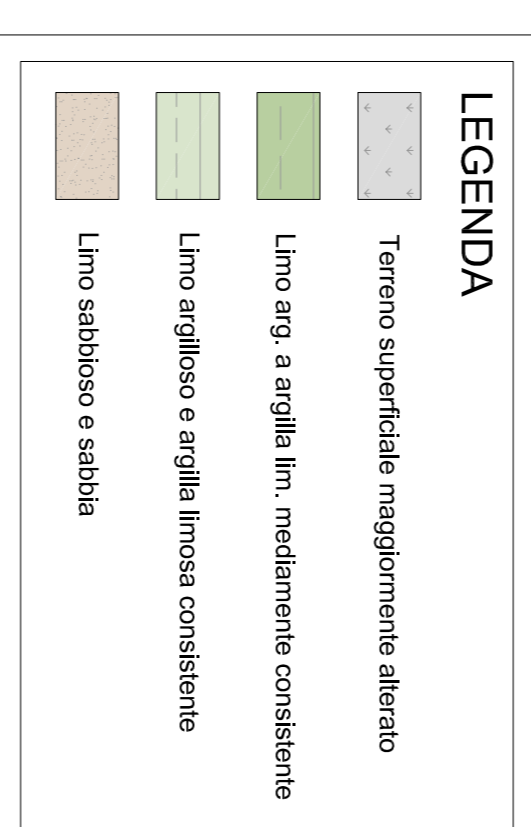 LEGENDA
Terreno superficiale maggiormente alterato
Limo arg. a argilla lim. mediamente consistente
Limo argilloso e argilla limosa consistente
Limo sabbioso e sabbia